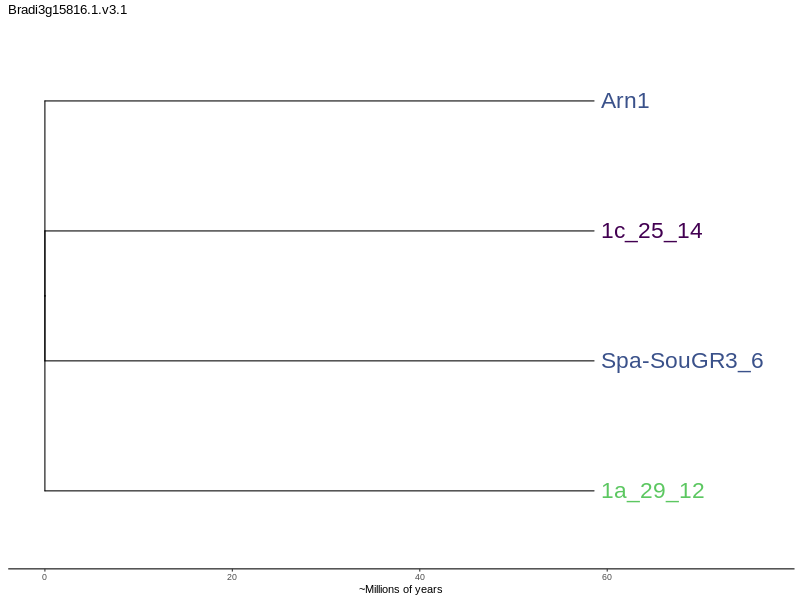 Bradi3g15816.1.v3.1
Arn1
1c_25_14
Spa-SouGR3_6
1a_29_12
0 20 40 60
~Millions of years